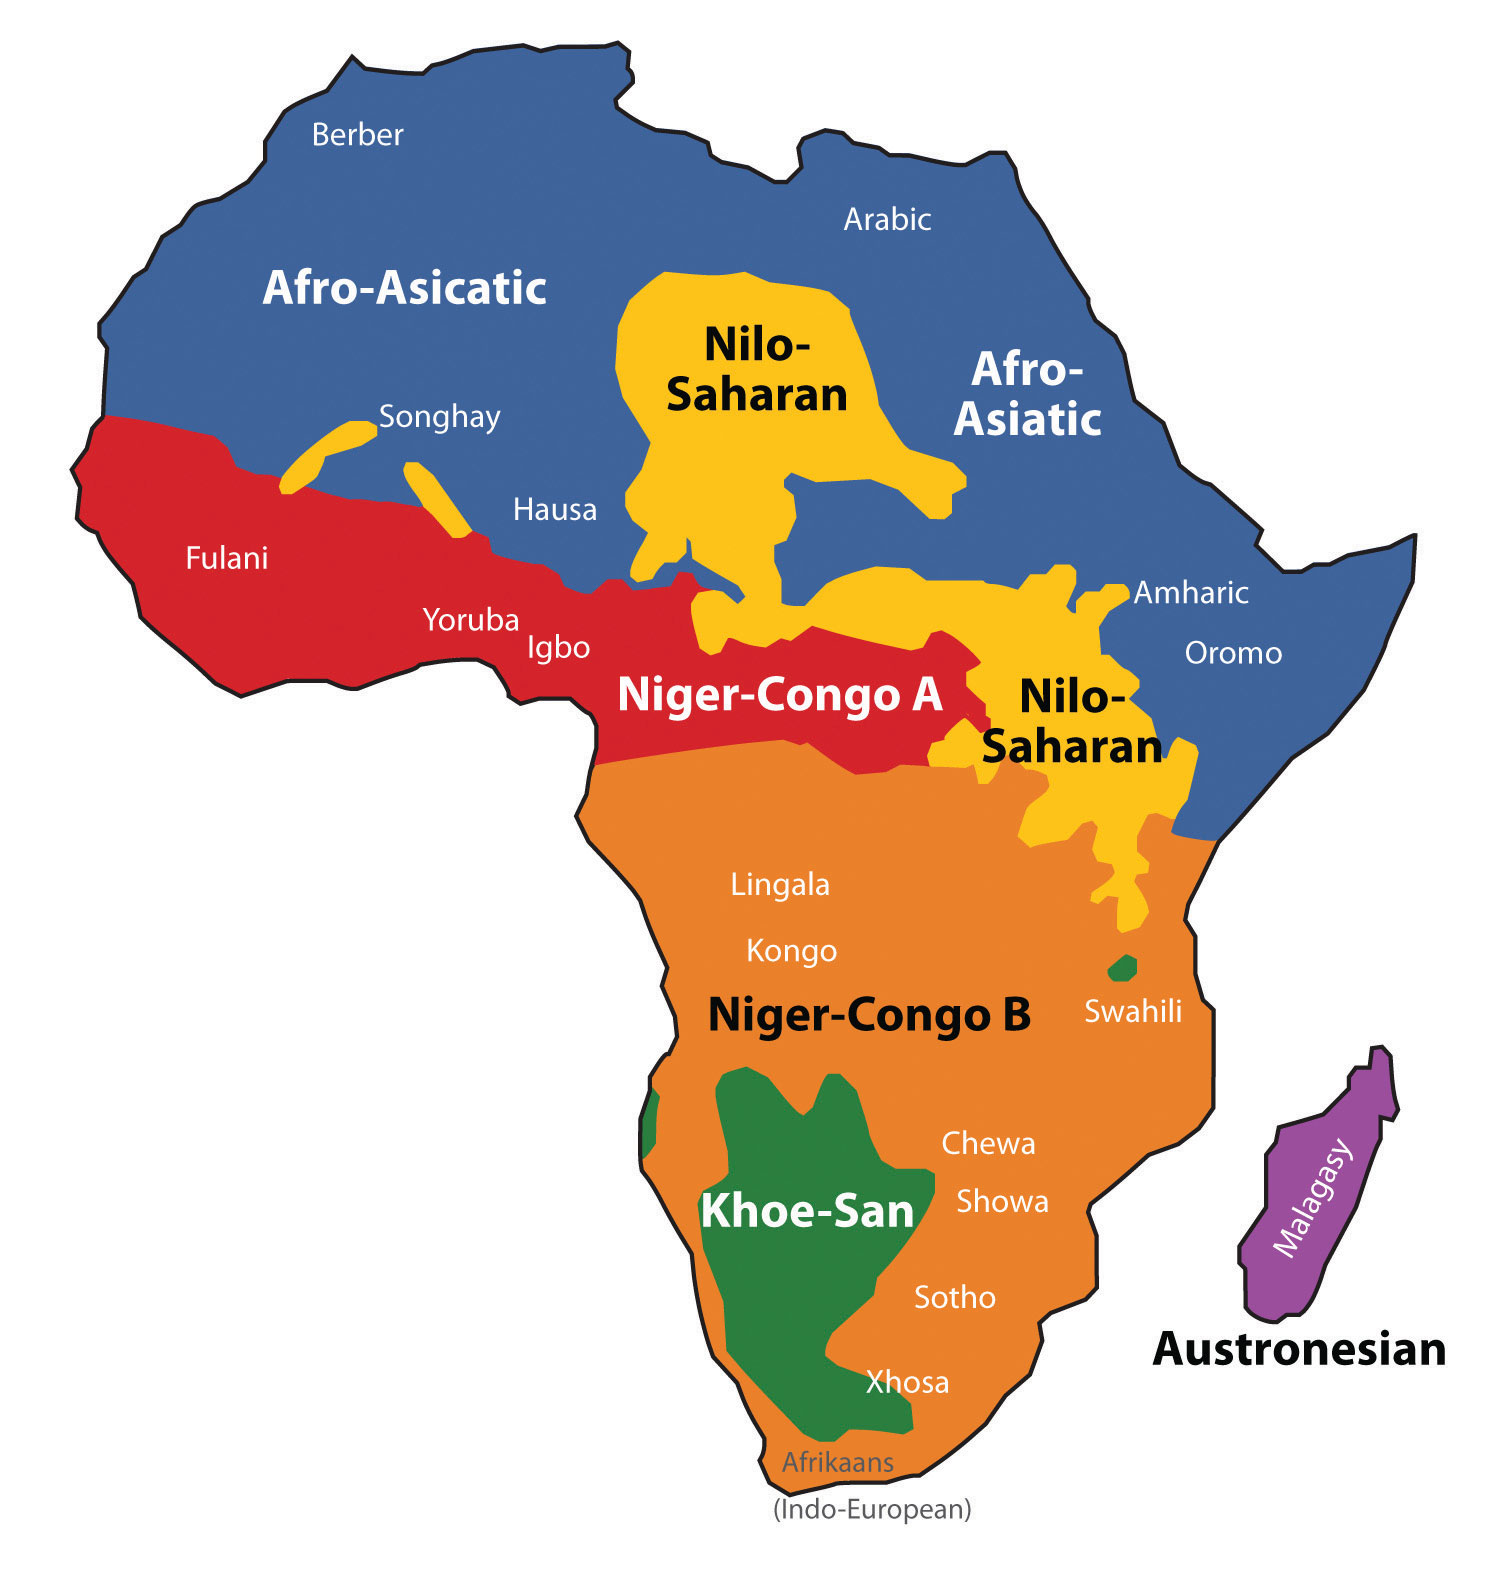 Berber
Arabic
Afro-Asicatic
Nilo-
Saharan
Afro-
Asiatic
Songhay
Hausa
Fulani
Amharic
Yoruba
Igbo
Oromo
Niger-Congo A
Nilo-
Saharan
Lingala
Kongo
Niger-Congo B
Swahili
Chewa
Showa
Khoe-San
Malagasy
Sotho
Austronesian
Xhosa
Afrikaans
(Indo-European)